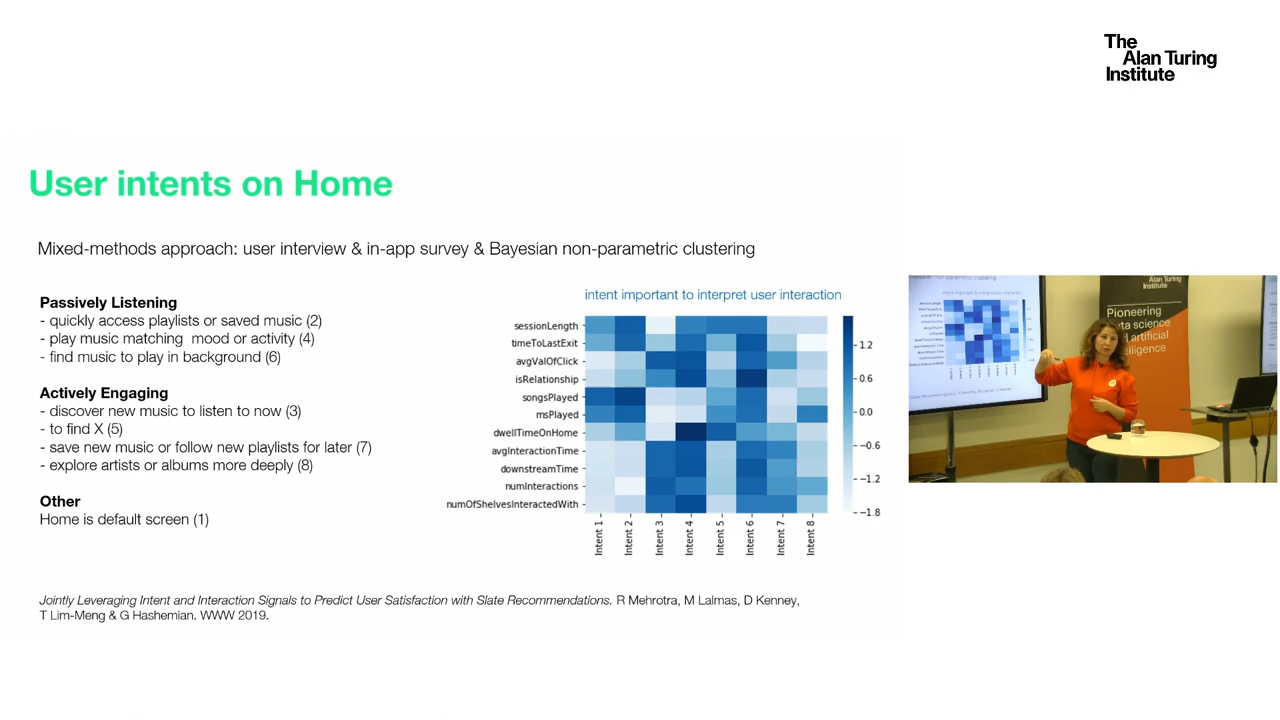 The
Alan Turing
Institute
User intents on Home
Mixed-methods approach: user interview & in-app survey & Bayesian non-parametric clustering
Passively Listening
- quickly access playlists or saved music (2)
- play music matching mood or activity (4)
- find music to play in background (6)
Actively Engaging
- discover new music to listen to now (3)
- to find X (5)
- save new music or follow new playlists for later (7)
- explore artists or albums more deeply (8)
Other
Home is default screen (1)
intent important to interpret user interaction
sessionLength
timeToLastExit
avgValOfClick
isRelationship
songsPlayed
msPlayed
dwellTimeOnHome
avgInteractionTime
downstreamTime
numInteractions
numOfShelvesInteractedWith
Intent 1
Intent 2
Intent 3
Intent 4
Intent 5
Intent 6
Intent 7
Intent 8
1.2
0.6
0.0
−0.6
−1.2
−1.8
Jointly Leveraging Intent and Interaction Signals to Predict User Satisfaction with Slate Recommendations. R Mehrotra, M Lalmas, D Kenney,
T Lim-Meng & G Hashemian. WWW 2019.
Alan Turing
Institute
Pioneering
data science